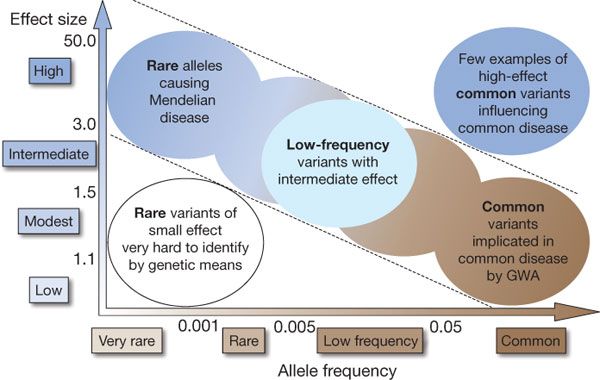 Effect size
50.0
High
3.0
Intermediate
1.5
Modest
1.1
Low
Rare alleles
causing
Mendelian
disease
Few examples of
high-effect
common variants
influencing
common disease
Low-frequency
variants with
intermediate effect
Rare variants of
small effect
very hard to identify
by genetic means
Common
variants
implicated in
common disease
by GWA
Very rare
0.001
Rare
0.005
Low frequency
0.05
Common
Allele frequency